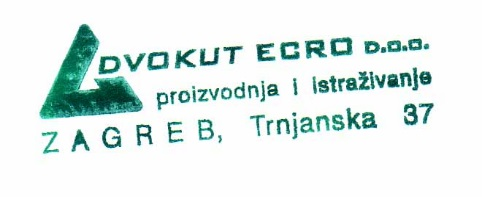 DVOKUT ECRO D.O.O.
proizvodnja i istraživanje
ZAGREB, Trnjanska 37